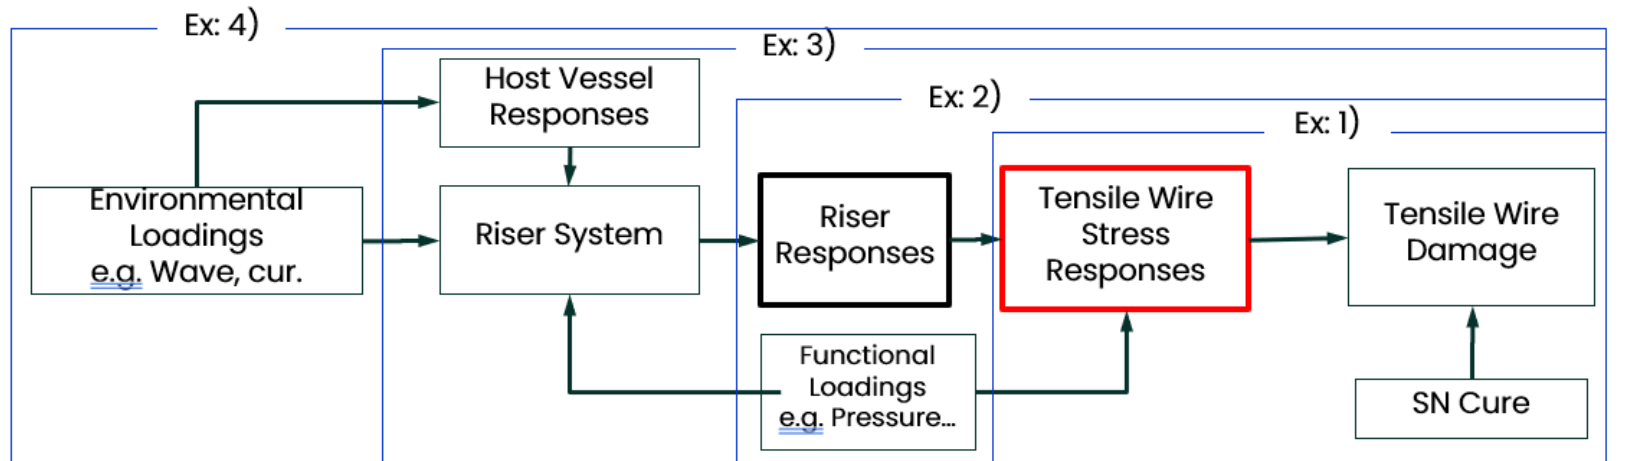 Ex: 4)
Ex: 3)
Host Vessel
Responses
Ex: 2)
Ex: 1)
Environmental
Loadings
e.g. Wave, cur.
Riser System
Riser
Responses
Tensile Wire
Stress
Responses
Tensile Wire
Damage
Functional
Loadings
e.g. Pressure...
SN Cure